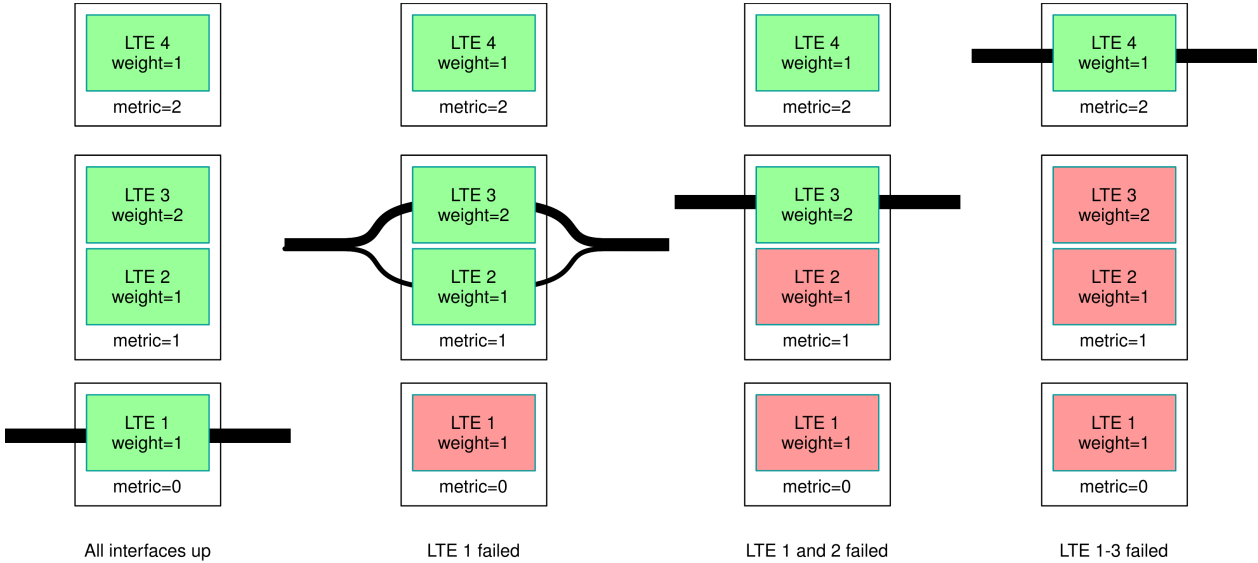 LTE 4
weight=1
metric=2
LTE 3
weight=2
LTE 2
weight=1
metric=1
LTE 1
weight=1
metric=0
All interfaces up
LTE 4
weight=1
metric=2
LTE 3
weight=2
LTE 2
weight=1
metric=1
LTE 1
weight=1
metric=0
LTE 1 failed
LTE 4
weight=1
metric=2
LTE 3
weight=2
LTE 2
weight=1
metric=1
LTE 1
weight=1
metric=0
LTE 1 and 2 failed
LTE 4
weight=1
metric=2
LTE 3
weight=2
LTE 2
weight=1
metric=1
LTE 1
weight=1
metric=0
LTE 1-3 failed